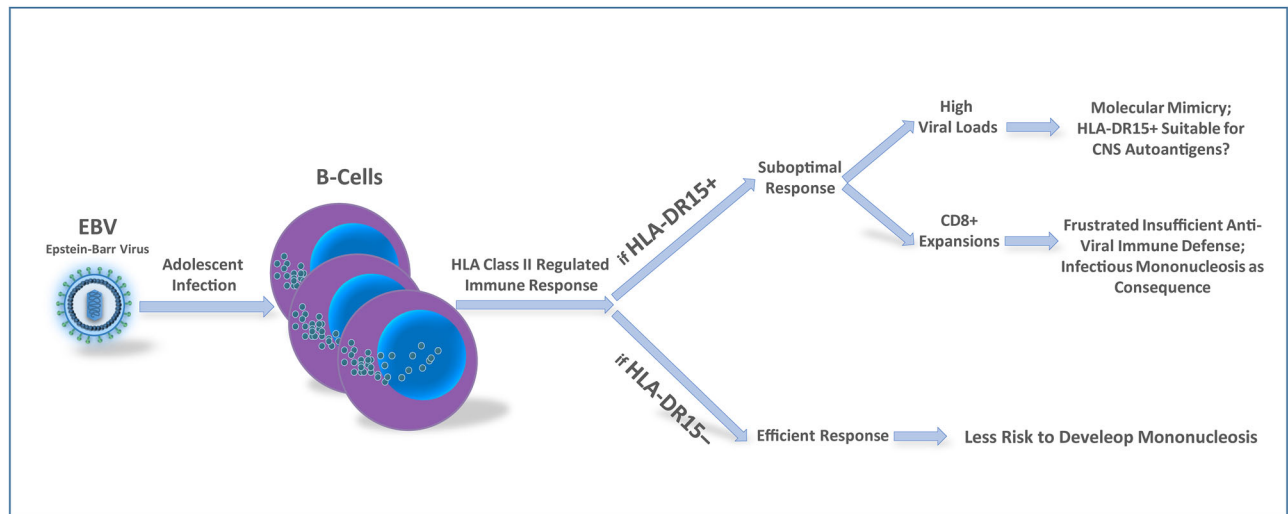 EBV
Epstein-Barr Virus
Adolescent
Infection
B-Cells
HLA Class II Regulated
Immune Response
if HLA-DR15+
Suboptimal
Response
High
Viral Loads
Molecular Mimicry;
HLA-DR15+ Suitable for
CNS Autoantigens?
CD8+
Expansions
Frustrated Insufficient Anti-
Viral Immune Defense;
Infectious Mononucleosis as
Consequence
if HLA-DR15–
Efficient Response
Less Risk to Develeop Mononucleosis